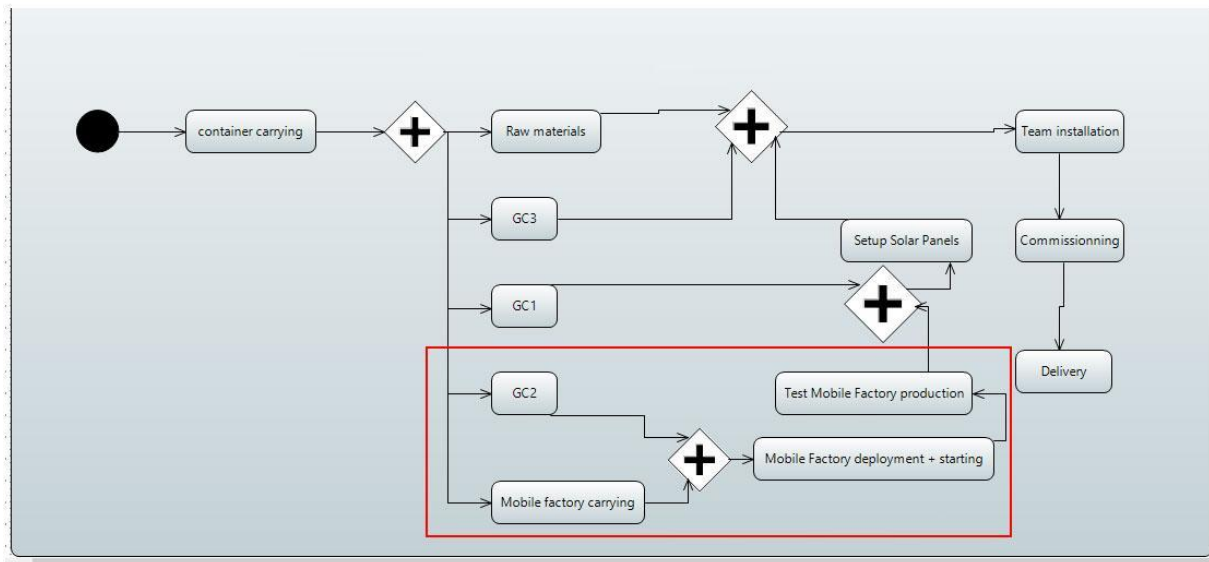 container carrying
Raw materials
Team installation
GC3
Setup Solar Panels
Commissionning
GC1
GC2
Test Mobile Factory production
Delivery
Mobile Factory deployment + starting
Mobile factory carrying